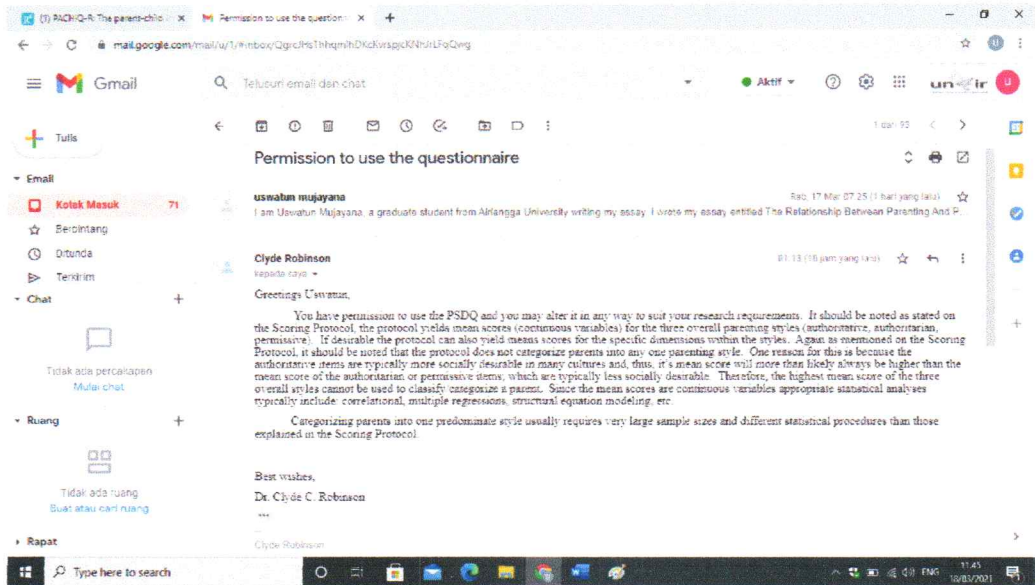 (1) PACHIQ-R: The parent-chil
Permission to use the question
mail.google.com/mail/u/1/#inbox/
Gmail
Telusuri email dan chat
Aktif
Tulis
1 dari 93
Permission to use the questionnaire
Email
Kotak Masuk 71
Berbintang
Ditunda
Terkirim
uswatun mujayana
Rab, 17 Mar 07.25 (1 hari yang lalu)
I am Uswatun Mujayana, a graduate student from Airlangga University writing my essay. I wrote my essay entitled The Relationship Between Parenting And P...
Clyde Robinson
01.13 (10 jam yang lalu)
kepada saya
Chat
Tidak ada percakapan
Mulai chat
Ruang
Tidak ada ruang
Buat atau cari ruang
Rapat
Greetings Uswatun,
You have permission to use the PSDQ and you may alter it in any way to suit your research requirements. It should be noted as stated on
the Scoring Protocol, the protocol yields mean scores (continuous variables) for the three overall parenting styles (authoritative, authoritarian,
permissive). If desirable the protocol can also yield means scores for the specific dimensions within the styles. Again as mentioned on the Scoring
Protocol, it should be noted that the protocol does not categorize parents into any one parenting style. One reason for this is because the
authoritative items are typically more socially desirable in many cultures and, thus, it's mean score will more than likely always be higher than the
mean score of the authoritarian or permissive items, which are typically less socially desirable. Therefore, the highest mean score of the three
overall styles cannot be used to classify categorize a parent. Since the mean scores are continuous variables appropriate statistical analyses
typically include: correlational, multiple regressions, structural equation modeling, etc.
Categorizing parents into one predominate style usually requires very large sample sizes and different statistical procedures than those
explained in the Scoring Protocol.
Best wishes,
Dr. Clyde C. Robinson
...
Clyde Robinson
Type here to search
ENG
11.45
18/03/2021